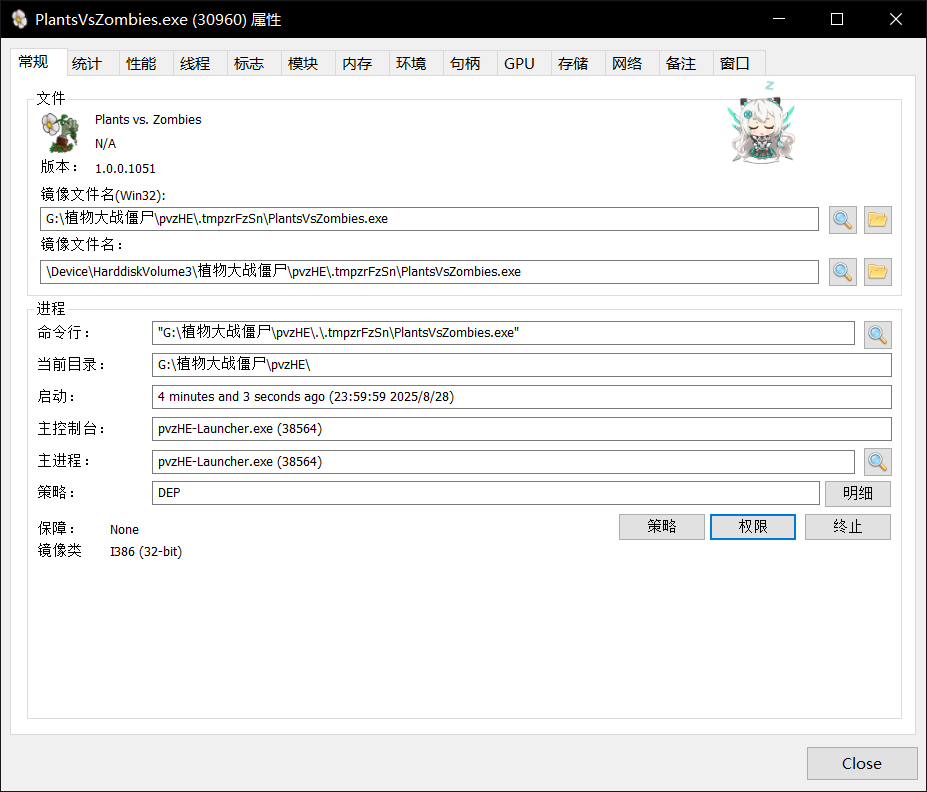 PlantsVsZombies.exe (30960) 属性
常规 统计 性能 线程 标志 模块 内存 环境 句柄 GPU 存储 网络 备注 窗口
文件
z
Plants vs. Zombies
N/A
版本： 1.0.0.1051
镜像文件名(Win32):
G:\植物大战僵尸\pvzHE\.tmpzrFzSn\PlantsVsZombies.exe
镜像文件名：
\Device\HarddiskVolume3\植物大战僵尸\pvzHE\.tmpzrFzSn\PlantsVsZombies.exe
进程
命令行： "G:\植物大战僵尸\pvzHE\.\.tmpzrFzSn\PlantsVsZombies.exe"
当前目录： G:\植物大战僵尸\pvzHE\
启动： 4 minutes and 3 seconds ago (23:59:59 2025/8/28)
主控制台： pvzHE-Launcher.exe (38564)
主进程： pvzHE-Launcher.exe (38564)
策略： DEP 明细
保障： None 策略 权限 终止
镜像类 I386 (32-bit)
Close